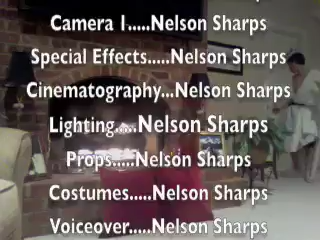 Camera 1.....Nelson Sharps
Special Effects.....Nelson Sharps
Cinematography...Nelson Sharps
Lighting.....Nelson Sharps
Props.....Nelson Sharps
Costumes.....Nelson Sharps
Voiceover.....Nelson Sharps